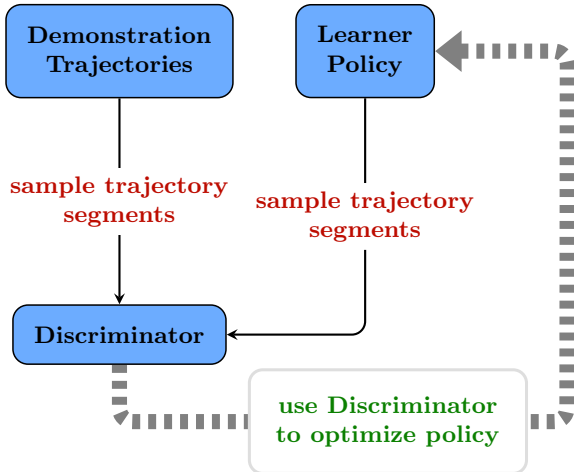 Demonstration
Trajectories
Learner
Policy
sample trajectory
segments
sample trajectory
segments
Discriminator
use Discriminator
to optimize policy